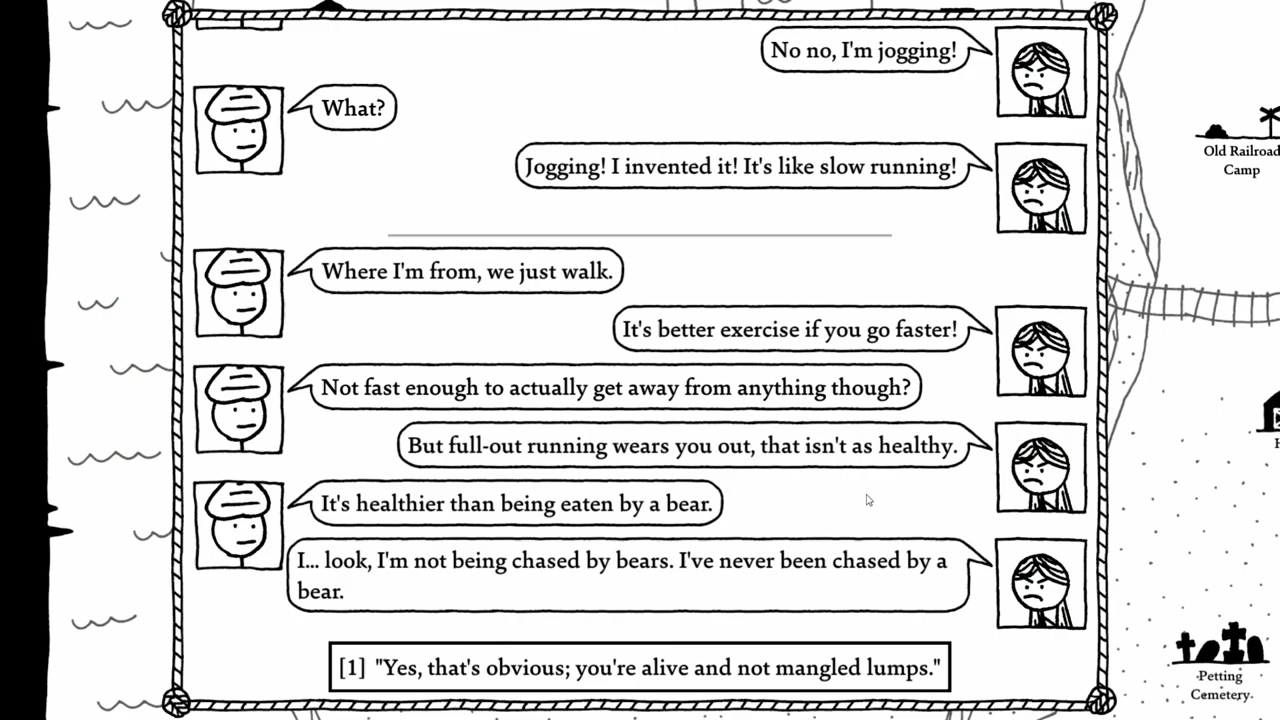 No no, I'm jogging!
What?
Jogging! I invented it! It's like slow running!
Old Railroad
Camp
Where I'm from, we just walk.
It's better exercise if you go faster!
Not fast enough to actually get away from anything though?
But full-out running wears you out, that isn't as healthy.
It's healthier than being eaten by a bear.
I... look, I'm not being chased by bears. I've never been chased by a
bear.
[1] "Yes, that's obvious; you're alive and not mangled lumps."
Petting
Cemetery